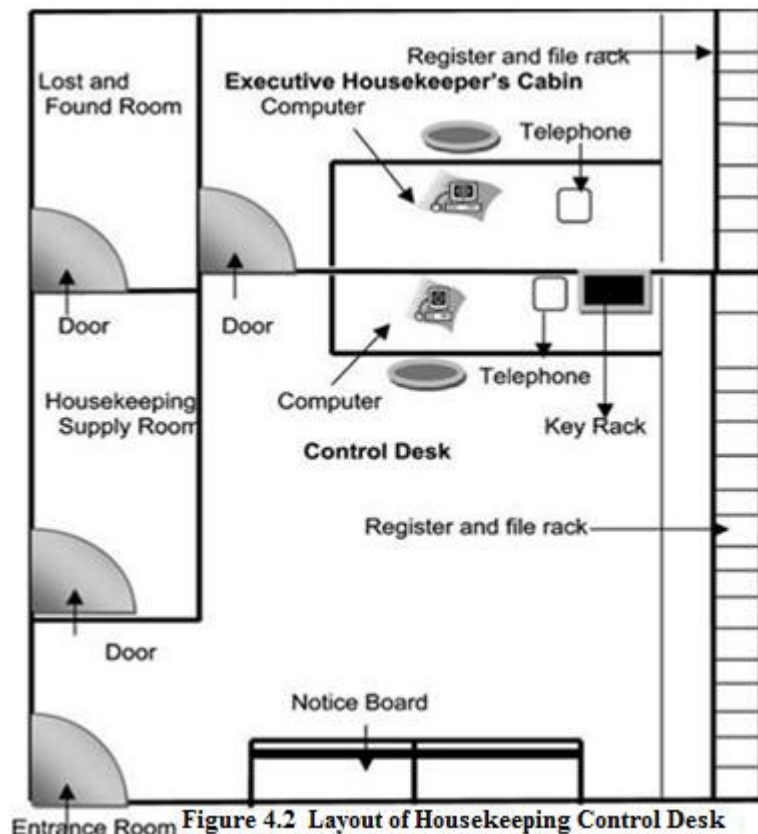 Lost and
Found Room
Register and file rack
Executive Housekeeper's Cabin
Computer
Telephone
Door
Door
Housekeeping
Supply Room
Computer
Telephone
Key Rack
Control Desk
Register and file rack
Door
Notice Board
Entrance Room
Figure 4.2 Layout of Housekeeping Control Desk